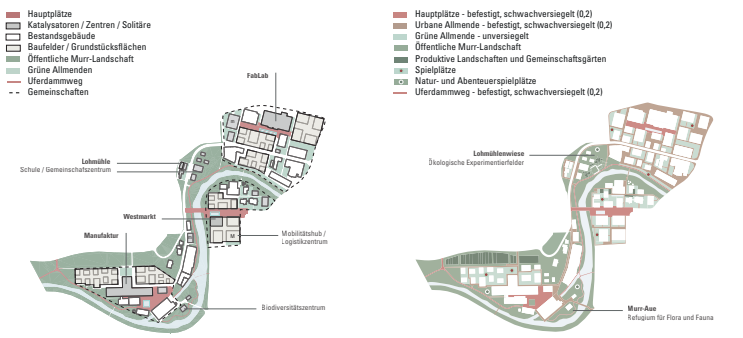 Hauptplätze
Katalysatoren / Zentren / Solitäre
Bestandsgebäude
Baufelder / Grundstücksflächen
Öffentliche Murr-Landschaft
Grüne Allmenden
Uferdammweg
Gemeinschaften
FabLab
Lohmühle
Schule / Gemeinschaftszentrum
Westmarkt
Manufaktur
M
Mobilitätshub /
Logistikzentrum
Biodiversitätszentrum
Hauptplätze - befestigt, schwachversiegelt (0,2)
Urbane Allmende - befestigt, schwachversiegelt (0,2)
Grüne Allmende - unversiegelt
Öffentliche Murr-Landschaft
Produktive Landschaften und Gemeinschaftsgärten
Spielplätze
Natur- und Abenteuerspielplätze
Uferdammweg - befestigt, schwachversiegelt (0,2)
Lohmühlenwiese
Ökologische Experimentierfelder
Murr-Aue
Refugium für Flora und Fauna